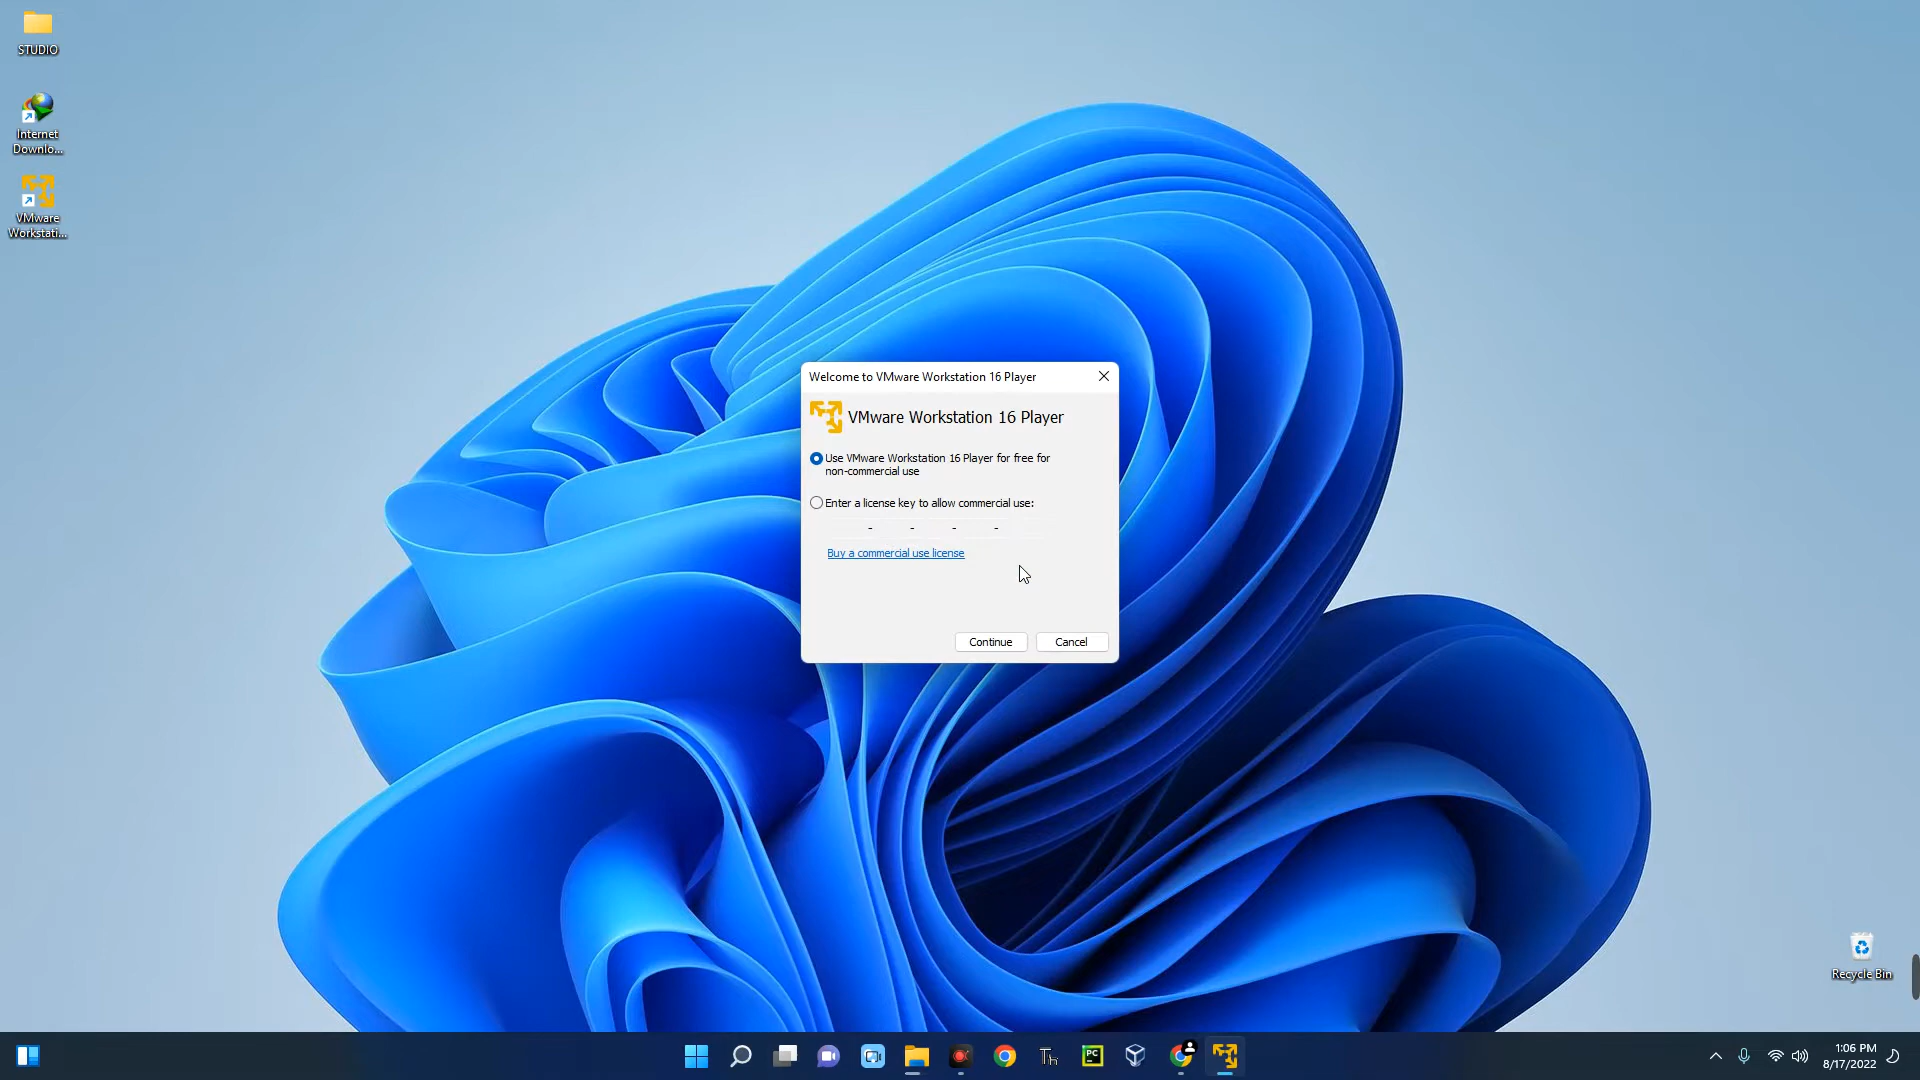 STUDIO
Internet
Downlo...
VMware
Workstati...
Welcome to VMware Workstation 16 Player
VMware Workstation 16 Player
Use VMware Workstation 16 Player for free for
non-commercial use
Enter a license key to allow commercial use:
- - - -
Buy a commercial use license
Continue
Cancel
Recycle Bin
Th
PC
1:06 PM
8/17/2022